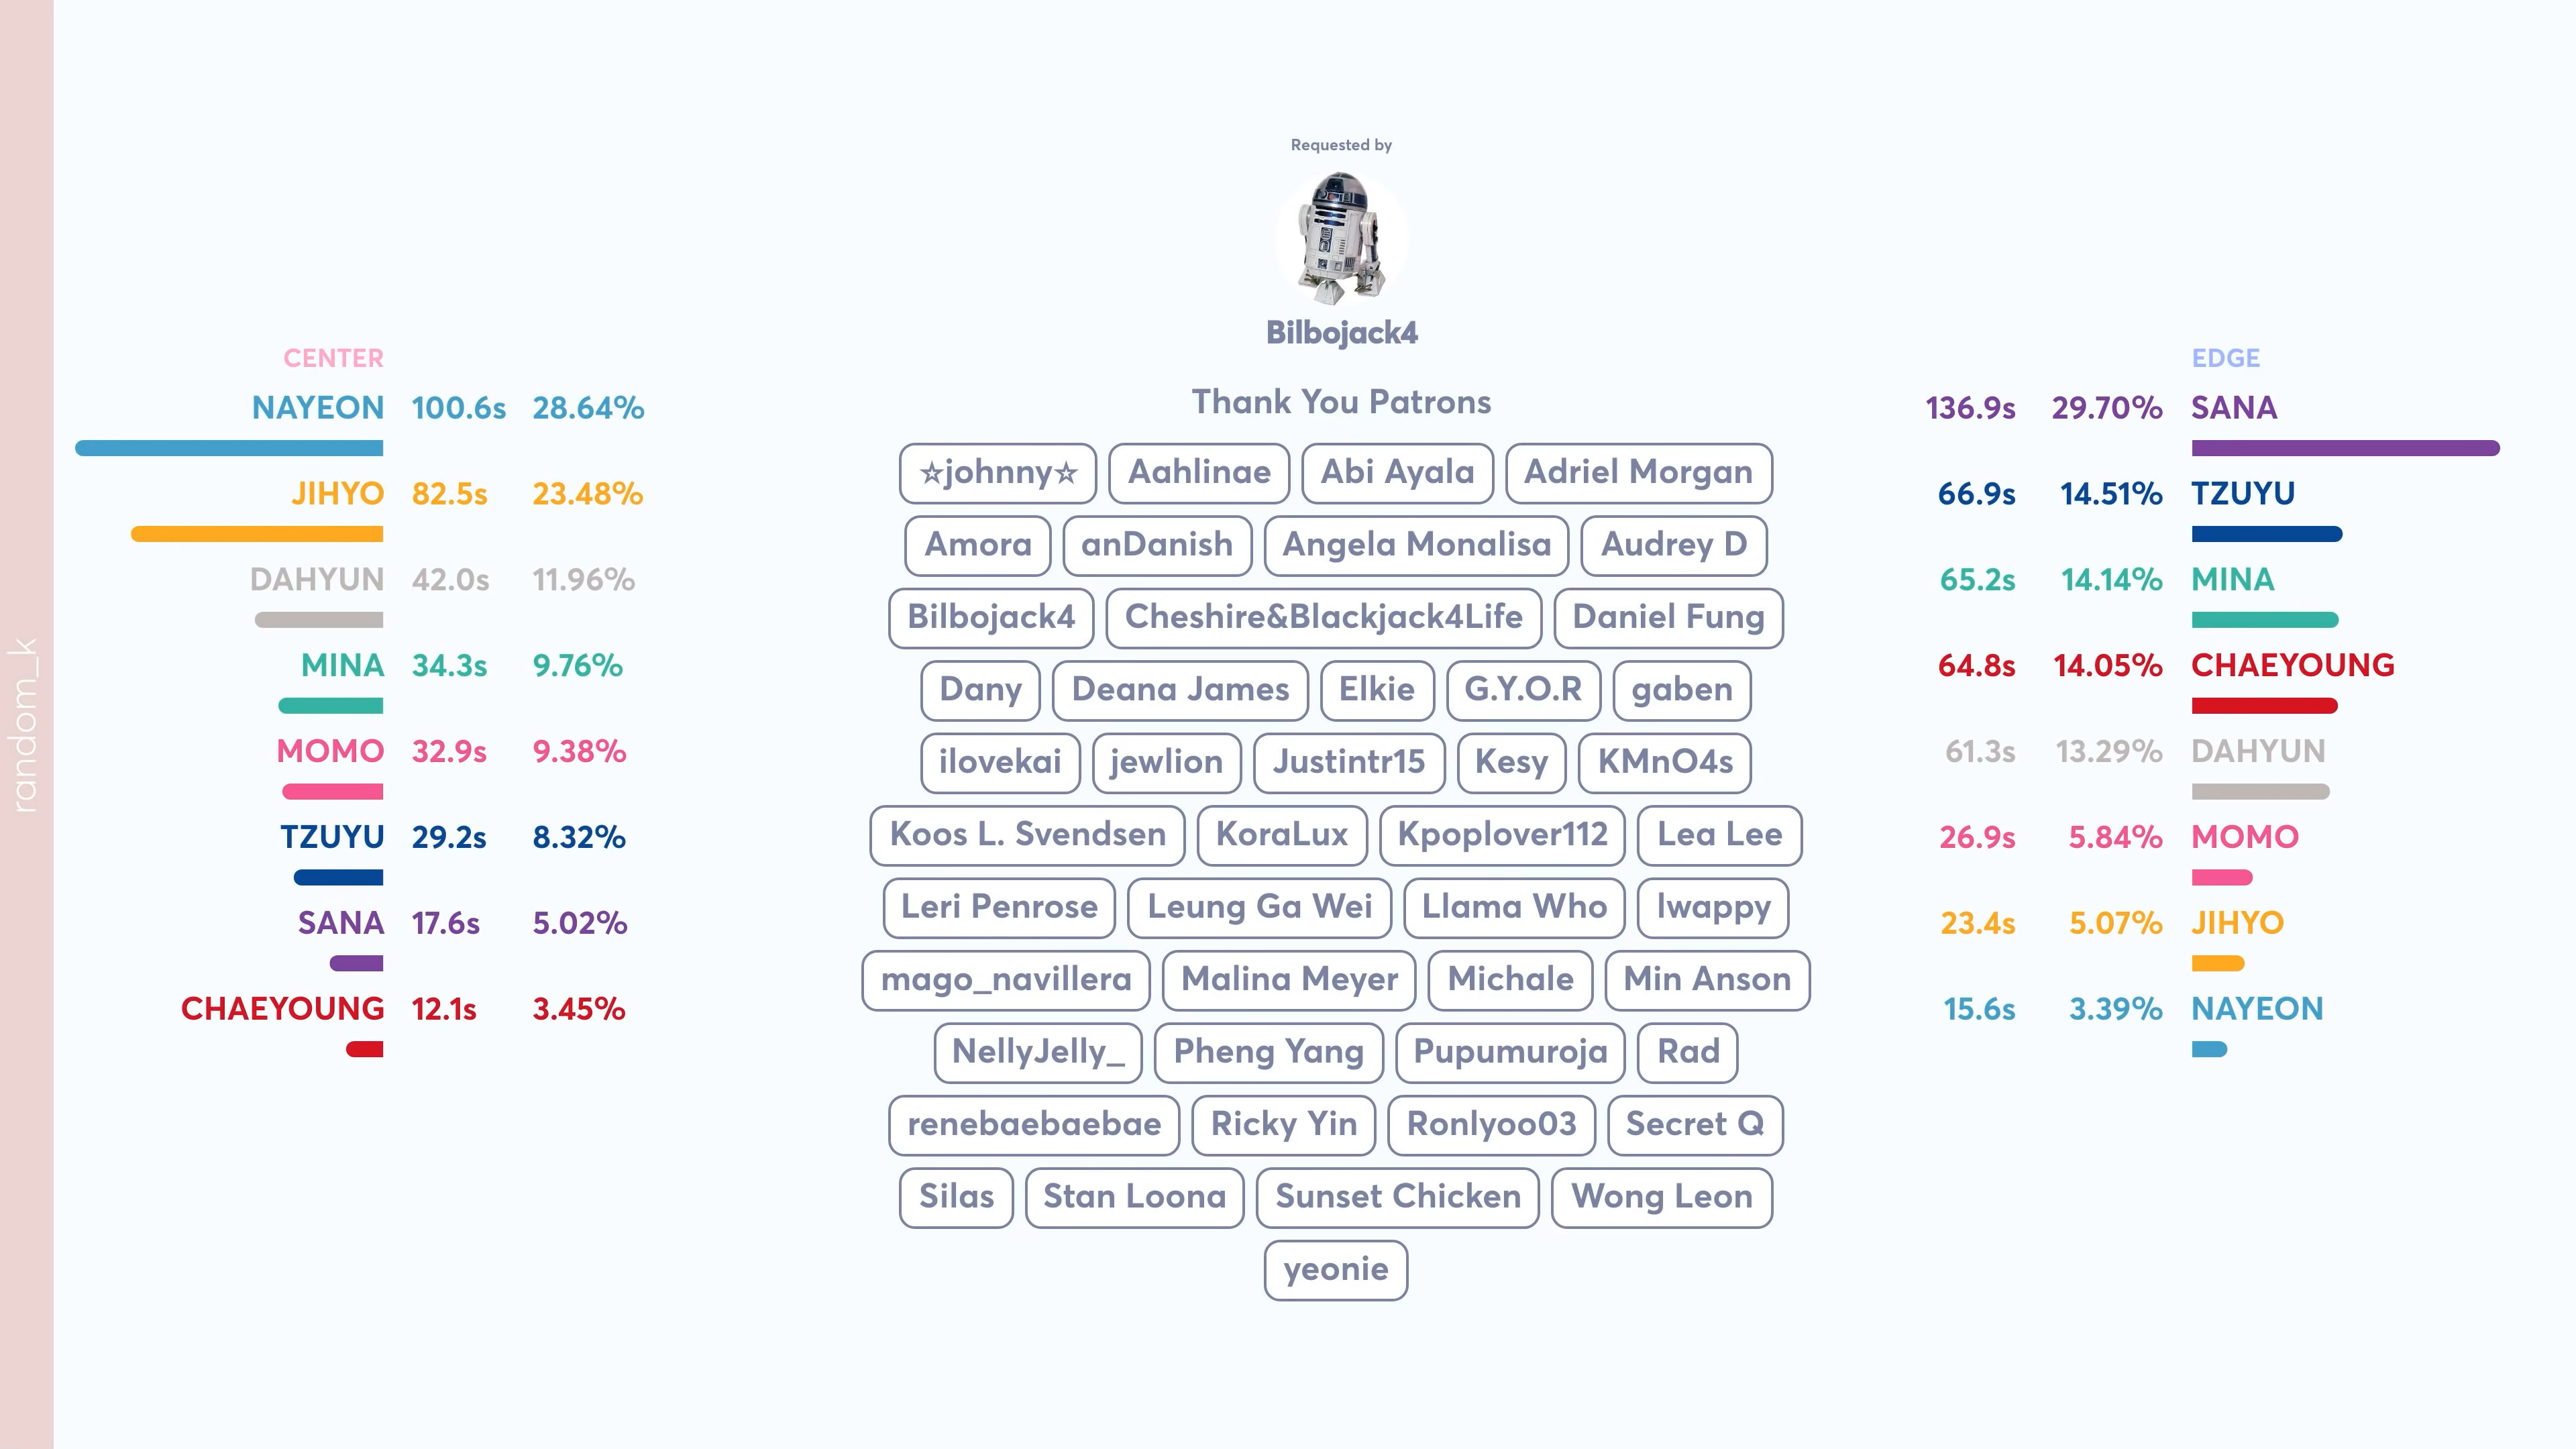 random_k
Requested by
Bilbojack4
CENTER
NAYEON 100.6s 28.64%
JIHYO 82.5s 23.48%
DAHYUN 42.0s 11.96%
MINA 34.3s 9.76%
MOMO 32.9s 9.38%
TZUYU 29.2s 8.32%
SANA 17.6s 5.02%
CHAEYOUNG 12.1s 3.45%
Thank You Patrons
☆johnny☆ Aahlinae Abi Ayala Adriel Morgan
Amora anDanish Angela Monalisa Audrey D
Bilbojack4 Cheshire&Blackjack4Life Daniel Fung
Dany Deana James Elkie G.Y.O.R gaben
ilovekai jewlion Justintr15 Kesy KMnO4s
Koos L. Svendsen KoraLux Kpoplover112 Lea Lee
Leri Penrose Leung Ga Wei Llama Who lwappy
mago_navillera Malina Meyer Michale Min Anson
NellyJelly_ Pheng Yang Pupumuroja Rad
renebaebaebae Ricky Yin Ronlyoo03 Secret Q
Silas Stan Loona Sunset Chicken Wong Leon
yeonie
EDGE
136.9s 29.70% SANA
66.9s 14.51% TZUYU
65.2s 14.14% MINA
64.8s 14.05% CHAEYOUNG
61.3s 13.29% DAHYUN
26.9s 5.84% MOMO
23.4s 5.07% JIHYO
15.6s 3.39% NAYEON